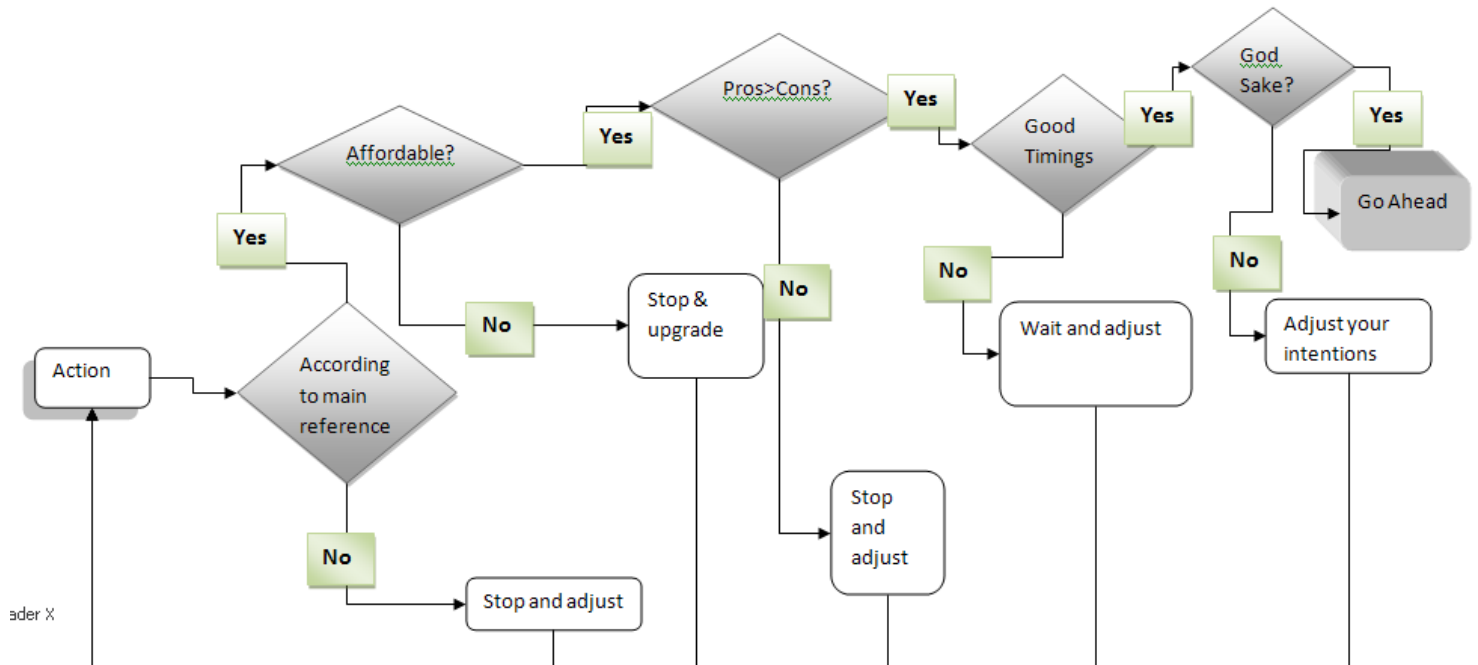 God
Sake?
Yes
Go Ahead
Pros>Cons?
Yes
Good
Timings
Yes
Affordable?
Yes
Yes
No
No
No
No
Stop &
upgrade
Wait and adjust
Adjust your
intentions
Action
According
to main
reference
Stop
and
adjust
No
Stop and adjust
ader X